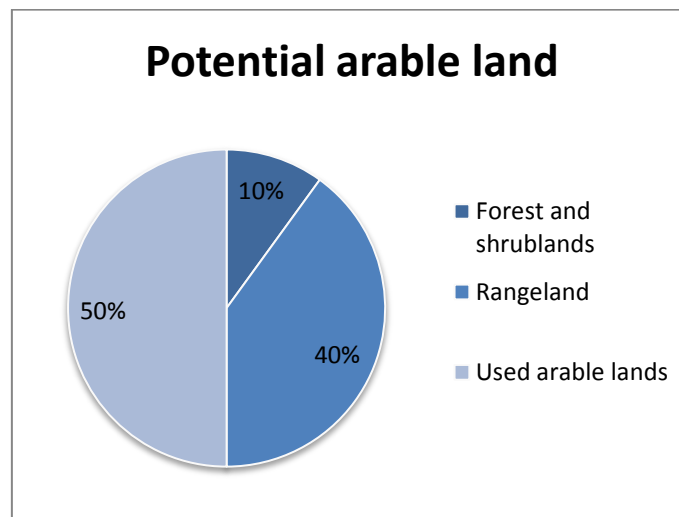 Potential arable land
10%
40%
50%
Forest and
shrublands
Rangeland
Used arable lands